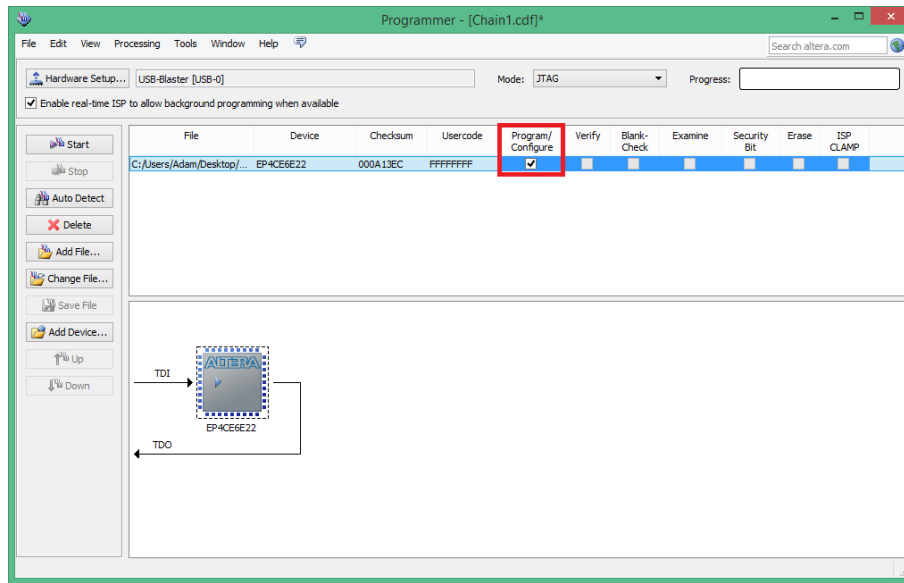 Programmer - [Chain1.cdf]*
File Edit View Processing Tools Window Help
Search altera.com
Hardware Setup... USB-Blaster [USB-0] Mode: JTAG Progress:
Enable real-time ISP to allow background programming when available
Start
Stop
Auto Detect
Delete
Add File...
Change File...
Save File
Add Device...
Up
Down
File Device Checksum Usercode Program/ Verify Blank- Examine Security Erase ISP
Configure Check Bit CLAMP
C:/Users/Adam/Desktop/... EP4CE6E22 000A13EC FFFFFFFF
ALTERA
TDI
EP4CE6E22
TDO